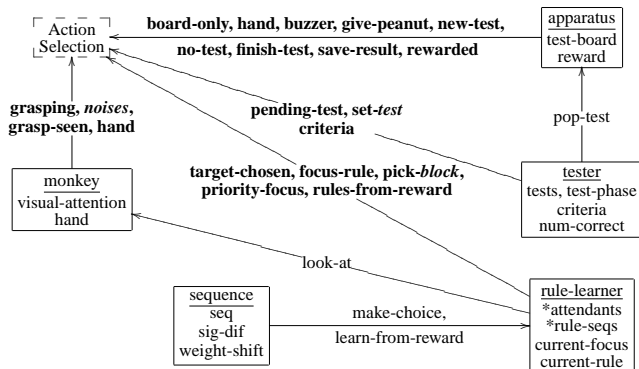 Action
Selection
board-only, hand, buzzer, give-peanut, new-test,
no-test, finish-test, save-result, rewarded
apparatus
test-board
reward
grasping, noises,
grasp-seen, hand
pending-test, set-test
criteria
pop-test
target-chosen, focus-rule, pick-block,
priority-focus, rules-from-reward
monkey
visual-attention
hand
tester
tests, test-phase
criteria
num-correct
look-at
sequence
seq
sig-dif
weight-shift
make-choice,
learn-from-reward
rule-learner
*attendants
*rule-seqs
current-focus
current-rule